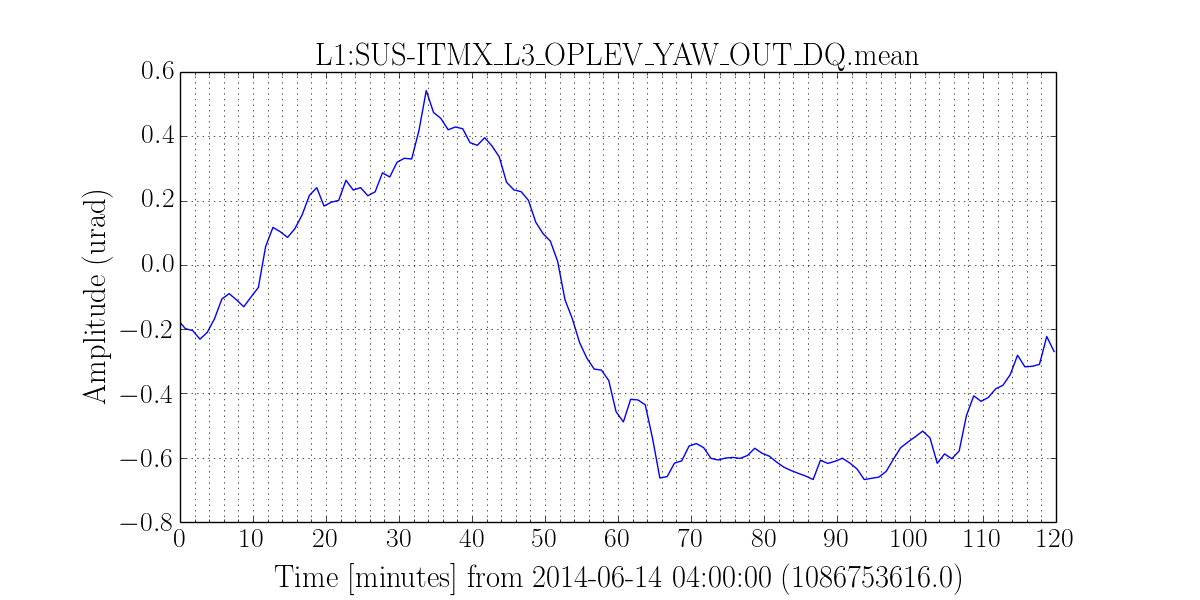 L1:SUS-ITMX_L3_OPLEV_YAW_OUT_DQ.mean
0.6
0.4
0.2
0.0
−0.2
−0.4
−0.6
−0.8
Amplitude (urad)
0 10 20 30 40 50 60 70 80 90 100 110 120
Time [minutes] from 2014-06-14 04:00:00 (1086753616.0)